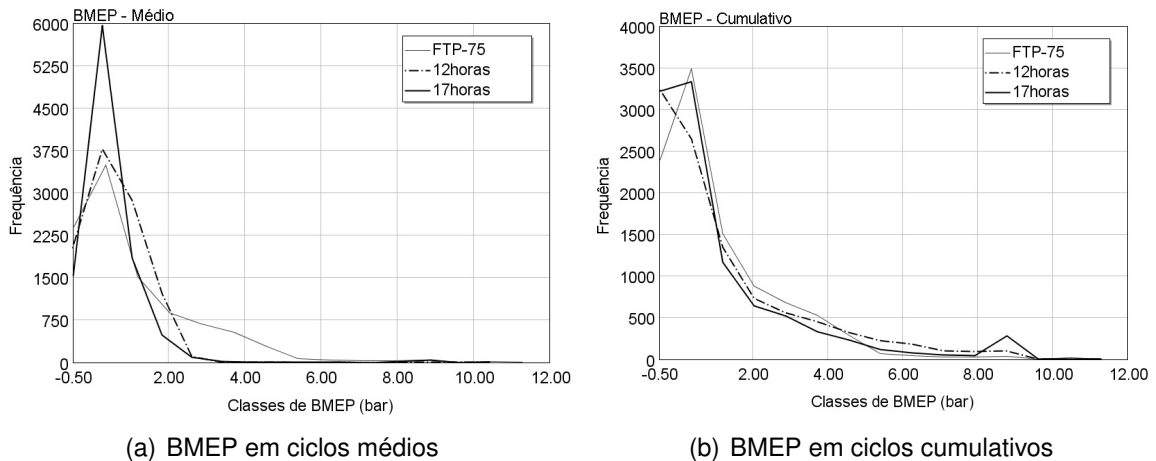 BMEP - Médio
6000
5250
4500
3750
3000
2250
1500
750
0
Frequência
FTP-75
12horas
17horas
-0.50 2.00 4.00 6.00 8.00 10.00 12.00
Classes de BMEP (bar)
(a) BMEP em ciclos médios
BMEP - Cumulativo
4000
3500
3000
2500
2000
1500
1000
500
0
Frequência
FTP-75
12horas
17horas
-0.50 2.00 4.00 6.00 8.00 10.00 12.00
Classes de BMEP (bar)
(b) BMEP em ciclos cumulativos